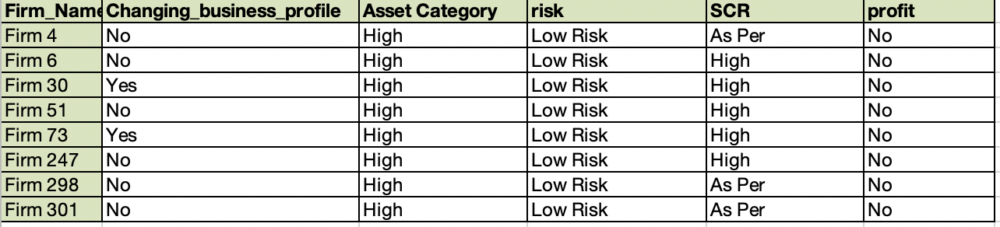 Firm_Name Changing_business_profile Asset Category risk SCR profit
Firm 4 No High Low Risk As Per No
Firm 6 No High Low Risk High No
Firm 30 Yes High Low Risk High No
Firm 51 No High Low Risk High No
Firm 73 Yes High Low Risk High No
Firm 247 No High Low Risk High No
Firm 298 No High Low Risk As Per No
Firm 301 No High Low Risk As Per No